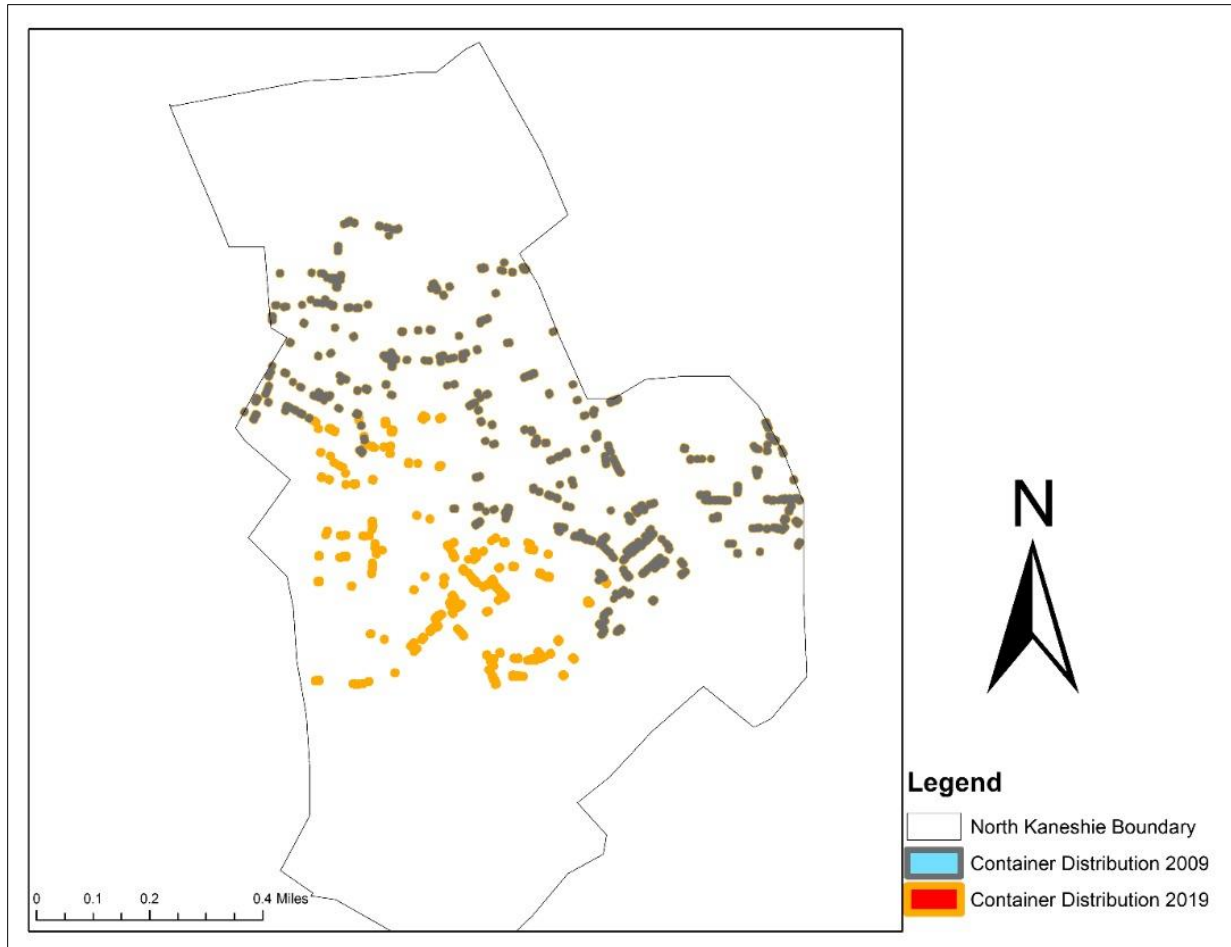 N
Legend
North Kaneshie Boundary
Container Distribution 2009
Container Distribution 2019
0 0.1 0.2 0.4 Miles